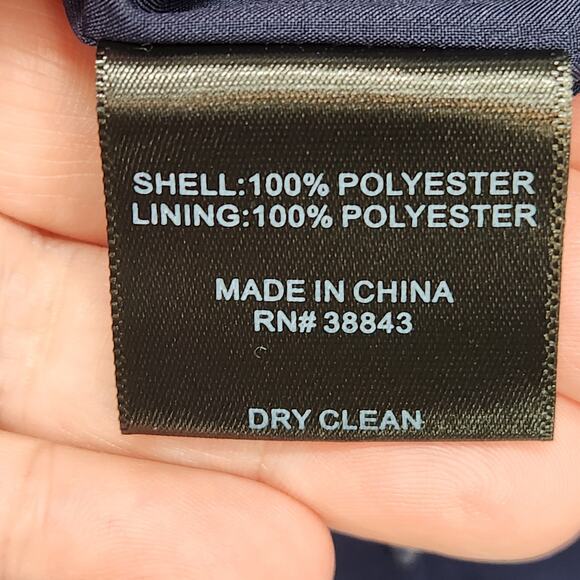 SHELL:100% POLYESTER
LINING:100% POLYESTER
MADE IN CHINA
RN# 38843
DRY CLEAN